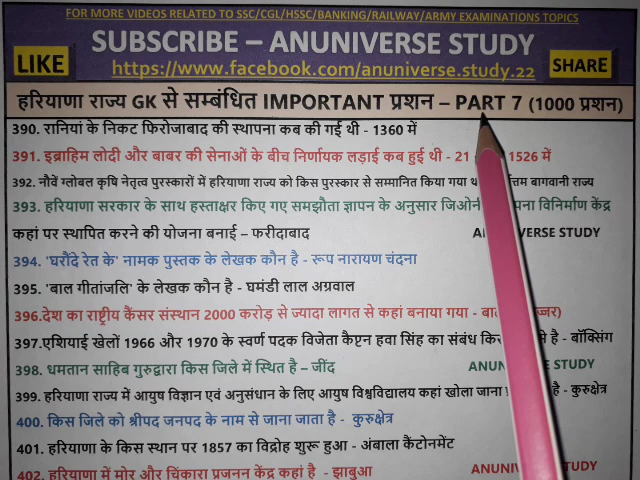 FOR MORE VIDEOS RELATED TO SSC/CGL/HSSC/BANKING/RAILWAY/ARMY EXAMINATIONS TOPICS
SUBSCRIBE – ANUNIVERSE STUDY
LIKE
https://www.facebook.com/anuniverse.study.22
SHARE
हरियाणा राज्य GK से सम्बंधित IMPORTANT प्रशन – PART 7 (1000 प्रशन)
390. रानियां के निकट फिरोजाबाद की स्थापना कब की गई थी - 1360 में
391. इब्राहिम लोदी और बाबर की सेनाओं के बीच निर्णायक लड़ाई कब हुई थी - 21 1526 में
392. नौवें ग्लोबल कृषि नेतृत्व पुरस्कारों में हरियाणा राज्य को किस पुरस्कार से सम्मानित किया गया बागवानी राज्य
393. हरियाणा सरकार के साथ हस्ताक्षर किए गए समझौता ज्ञापन के अनुसार विनिर्माण केंद्र
कहां पर स्थापित करने की योजना बनाई – फरीदाबाद STUDY
394. 'घरौंदे रेत के' नामक पुस्तक के लेखक कौन है - रूप नारायण चंदना
395. 'बाल गीतांजलि' के लेखक कौन है - घमंडी लाल अग्रवाल
396.देश का राष्ट्रीय कैंसर संस्थान 2000 करोड़ से ज्यादा लागत से कहां बनाया गया -
397.एशियाई खेलों 1966 और 1970 के स्वर्ण पदक विजेता कैप्टन हवा सिंह का संबंध है - बॉक्सिंग
398. धमतान साहिब गुरुद्वारा किस जिले में स्थित है – जींद STUDY
399. हरियाणा राज्य में आयुष विज्ञान एवं अनुसंधान के लिए आयुष विश्वविद्यालय कहां खोला जाना है - कुरुक्षेत्र
400. किस जिले को श्रीपद जनपद के नाम से जाना जाता है - कुरुक्षेत्र
401. हरियाणा के किस स्थान पर 1857 का विद्रोह शुरू हुआ - अंबाला कैंटोनमेंट
402. हरियाणा में मोर और चिंकारा प्रजनन केंद्र कहां है - झाबुआ